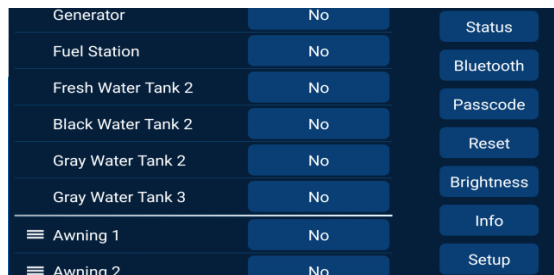 Generator No
Fuel Station No
Fresh Water Tank 2 No
Black Water Tank 2 No
Gray Water Tank 2 No
Gray Water Tank 3 No
Awning 1 No
Awning 2 No
Status
Bluetooth
Passcode
Reset
Brightness
Info
Setup